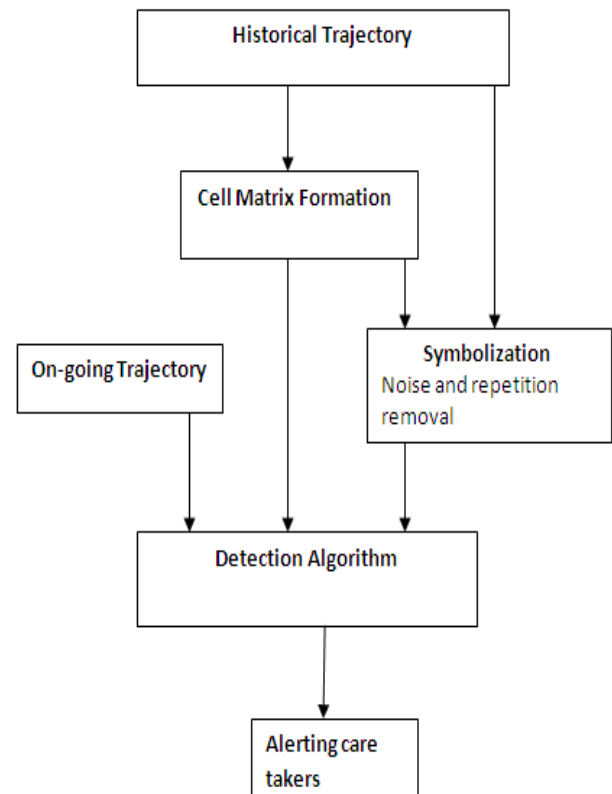 Historical Trajectory
Cell Matrix Formation
Symbolization
Noise and repetition
removal
On-going Trajectory
Detection Algorithm
Alerting care
takers